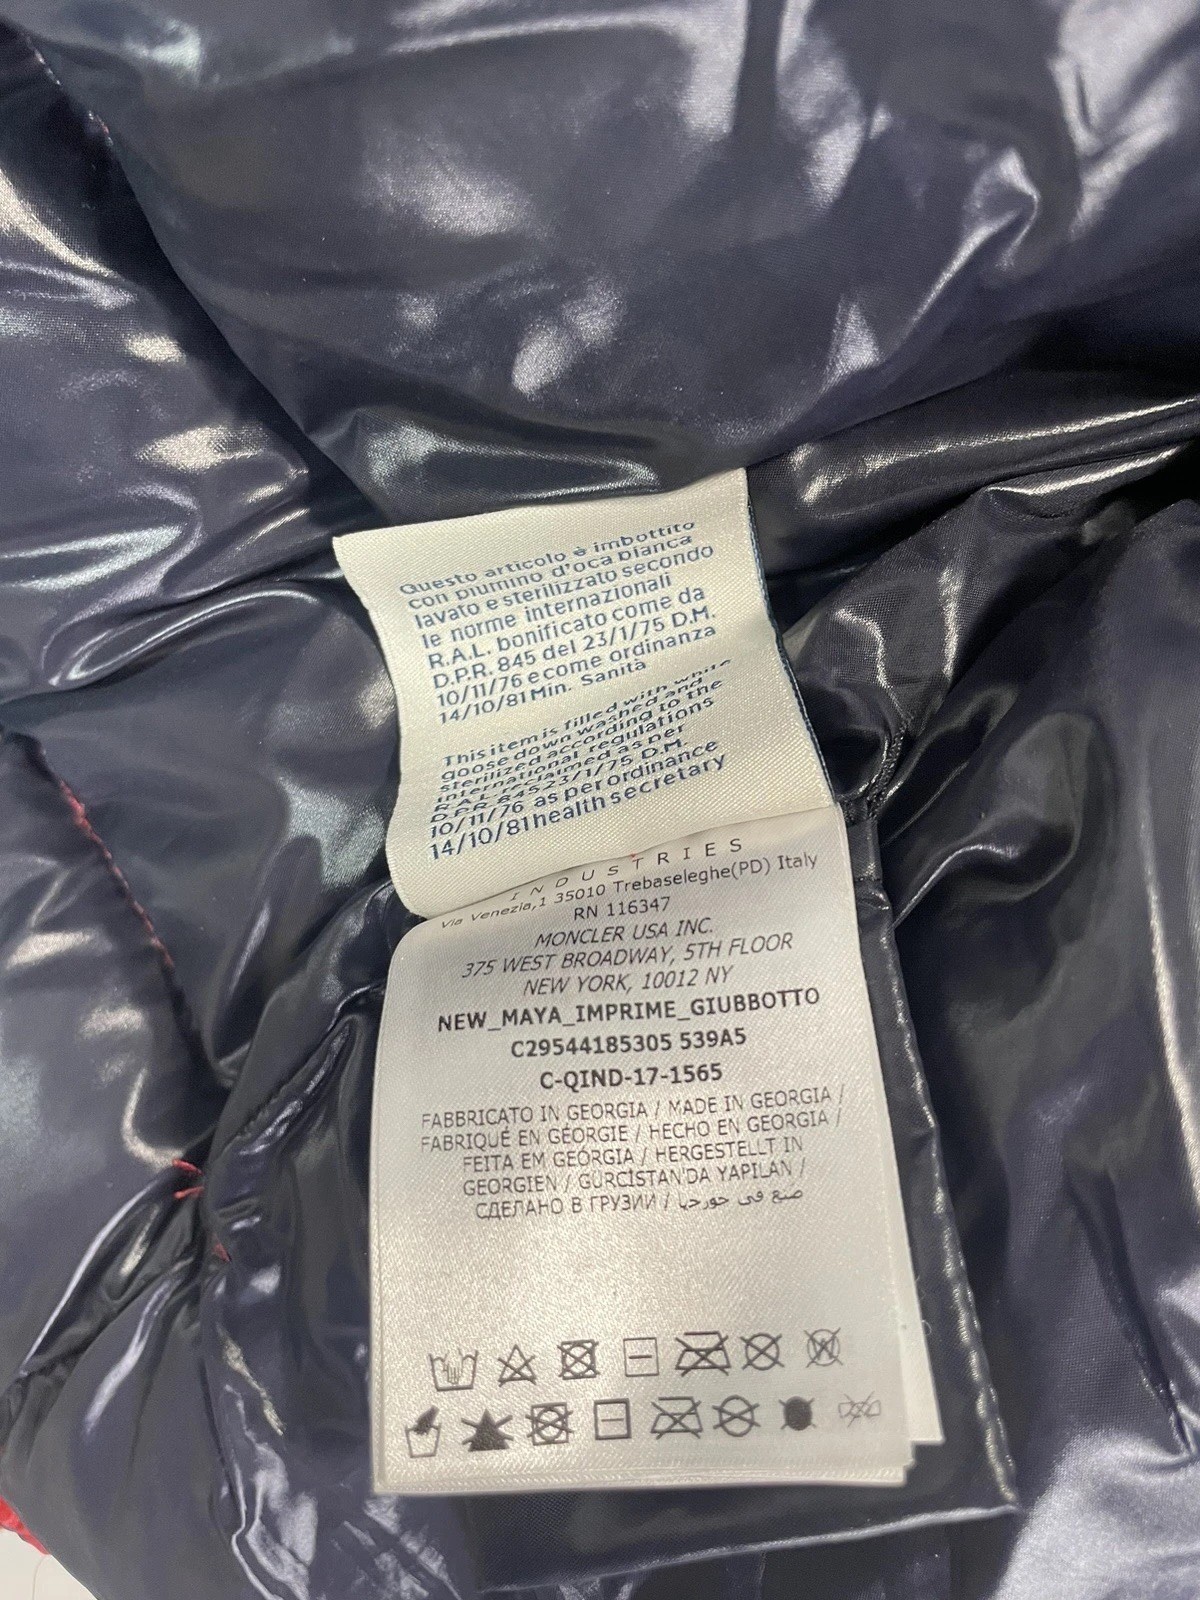 Questo articolo è imbottito
con piumino d'oca bianca
lavato e sterilizzato secondo
le norme internazionali
R.A.L. bonificato come da
D.P.R. 845 del 23/1/75 D.M.
10/11/76 e come ordinanza
14/10/81 Min. Sanità
This item is filled with white
goose down washed and
sterilized according to the
international regulations
R.A.L. reclaimed as per
D.P.R. 845 23/1/75 D.M.
10/11/76 as per ordinance
14/10/81 health secretary
INDUSTRIES
Via Venezia,1 35010 Trebaseleghe(PD) Italy
RN 116347
MONCLER USA INC.
375 WEST BROADWAY, 5TH FLOOR
NEW YORK, 10012 NY
NEW_MAYA_IMPRIME_GIUBBOTTO
C29544185305 539A5
C-QIND-17-1565
FABBRICATO IN GEORGIA / MADE IN GEORGIA /
FABRIQUÉ EN GÉORGIE / HECHO EN GEORGIA /
FEITA EM GEÓRGIA / HERGESTELLT IN
GEORGIEN / GÜRCİSTAN'DA YAPILAN /
СДЕЛАНО В ГРУЗИИ / صنع في جورجيا